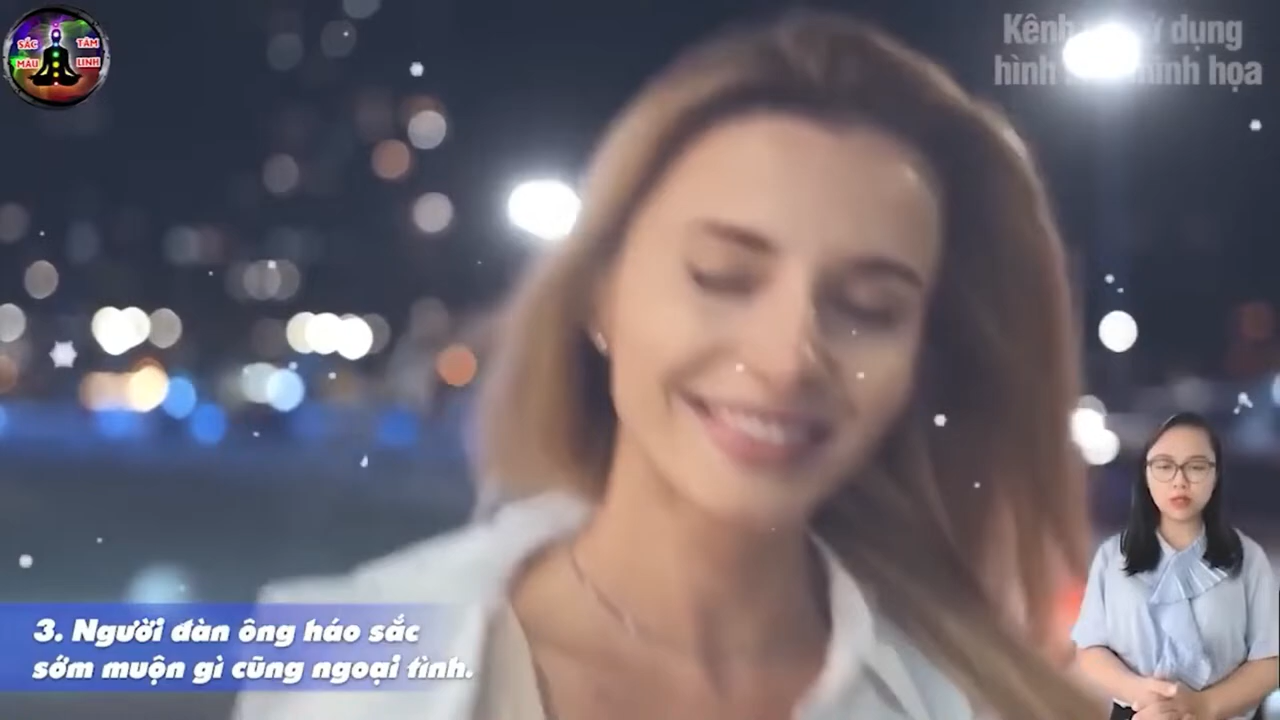 SẮC TÂM
MÀU LINH
Kênh dụng
hình họa
3. Người đàn ông háo sắc
sớm muộn gì cũng ngoại tình.